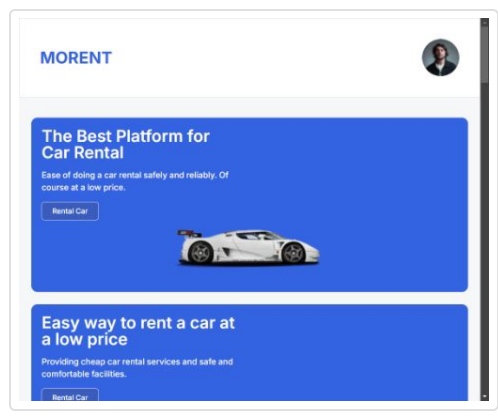 MORENT
The Best Platform for
Car Rental
Ease of doing a car rental safely and reliably. Of
course at a low price.
Rental Car
Easy way to rent a car at
a low price
Providing cheap car rental services and safe and
comfortable facilities.
Rental Car